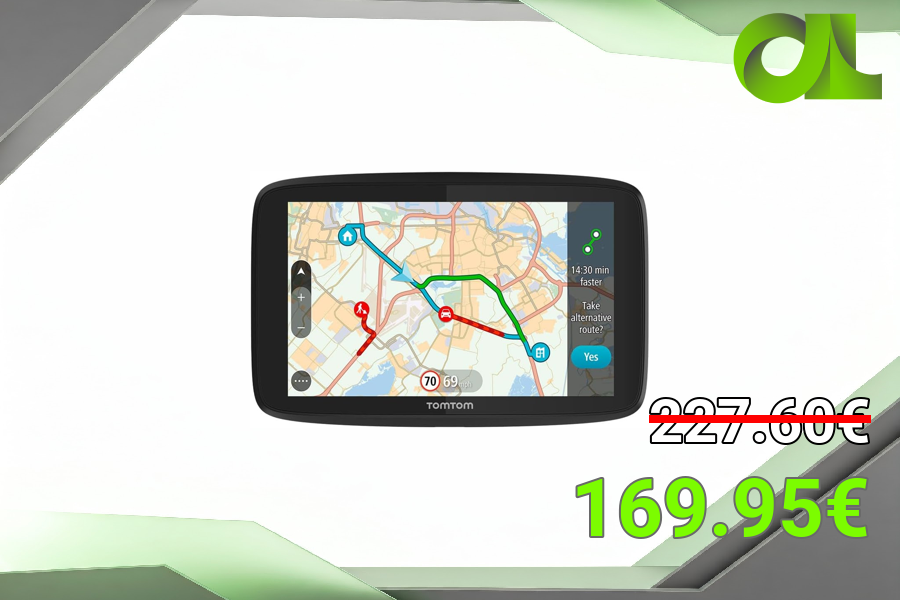 14:30 min
faster
Take
alternative
route?
Yes
+
−
70 69
TOMTOM
227.60€
169.95€